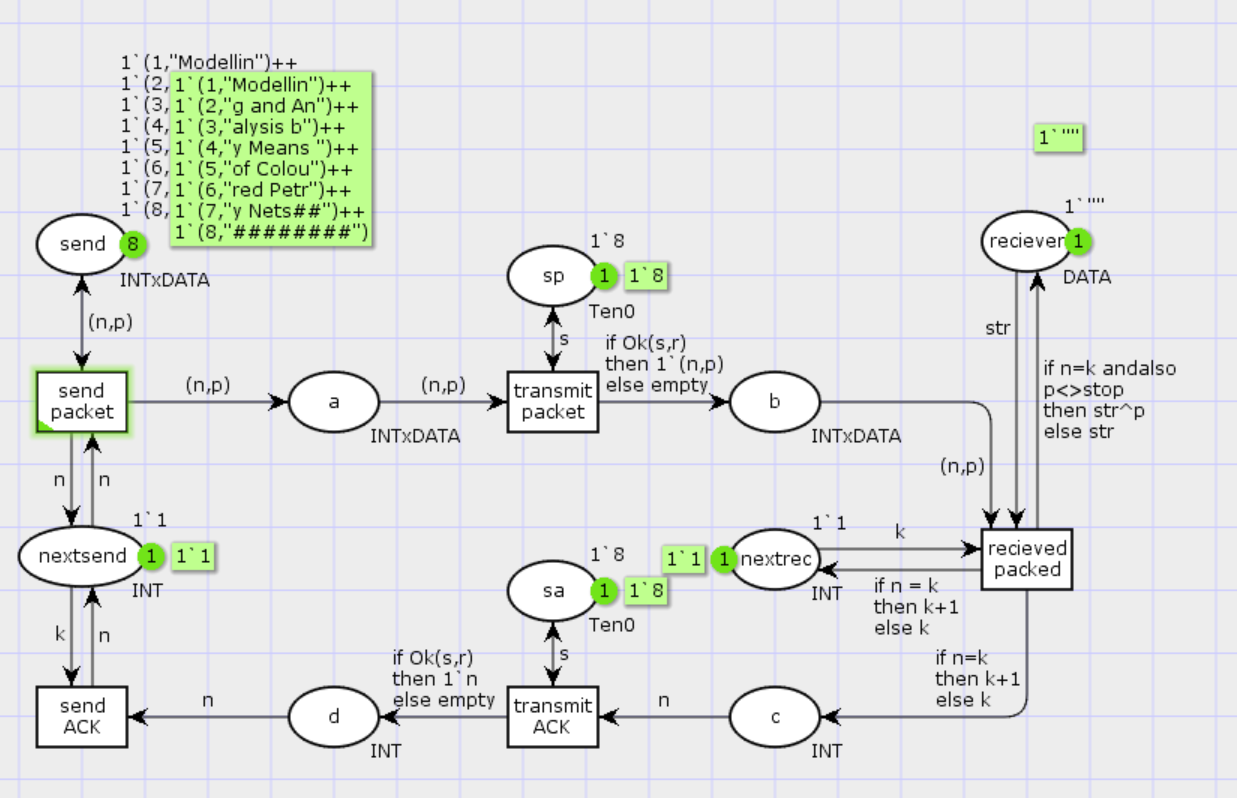 1`(1,"Modellin")++
1`(2,
1`(3,
1`(4,
1`(5,
1`(6,
1`(7,
1`(8,
1`(1,"Modellin")++
1`(2,"g and An")++
1`(3,"alysis b")++
1`(4,"y Means ")++
1`(5,"of Colou")++
1`(6,"red Petr")++
1`(7,"y Nets##")++
1`(8,"########")
1`""
send
8
INTxDATA
1`8
sp
1
1`8
Ten0
1`""
reciever
1
DATA
(n,p)
s
if Ok(s,r)
then 1`(n,p)
else empty
str
if n=k andalso
p<>stop
then str^p
else str
send
packet
(n,p)
a
INTxDATA
(n,p)
transmit
packet
b
INTxDATA
(n,p)
n
n
1`1
nextsend
1
1`1
INT
1`8
sa
1
1`8
Ten0
1`1
1
1`1
nextrec
INT
k
if n = k
then k+1
else k
recieved
packed
k
n
if Ok(s,r)
then 1`n
else empty
s
if n=k
then k+1
else k
send
ACK
n
d
INT
transmit
ACK
n
c
INT